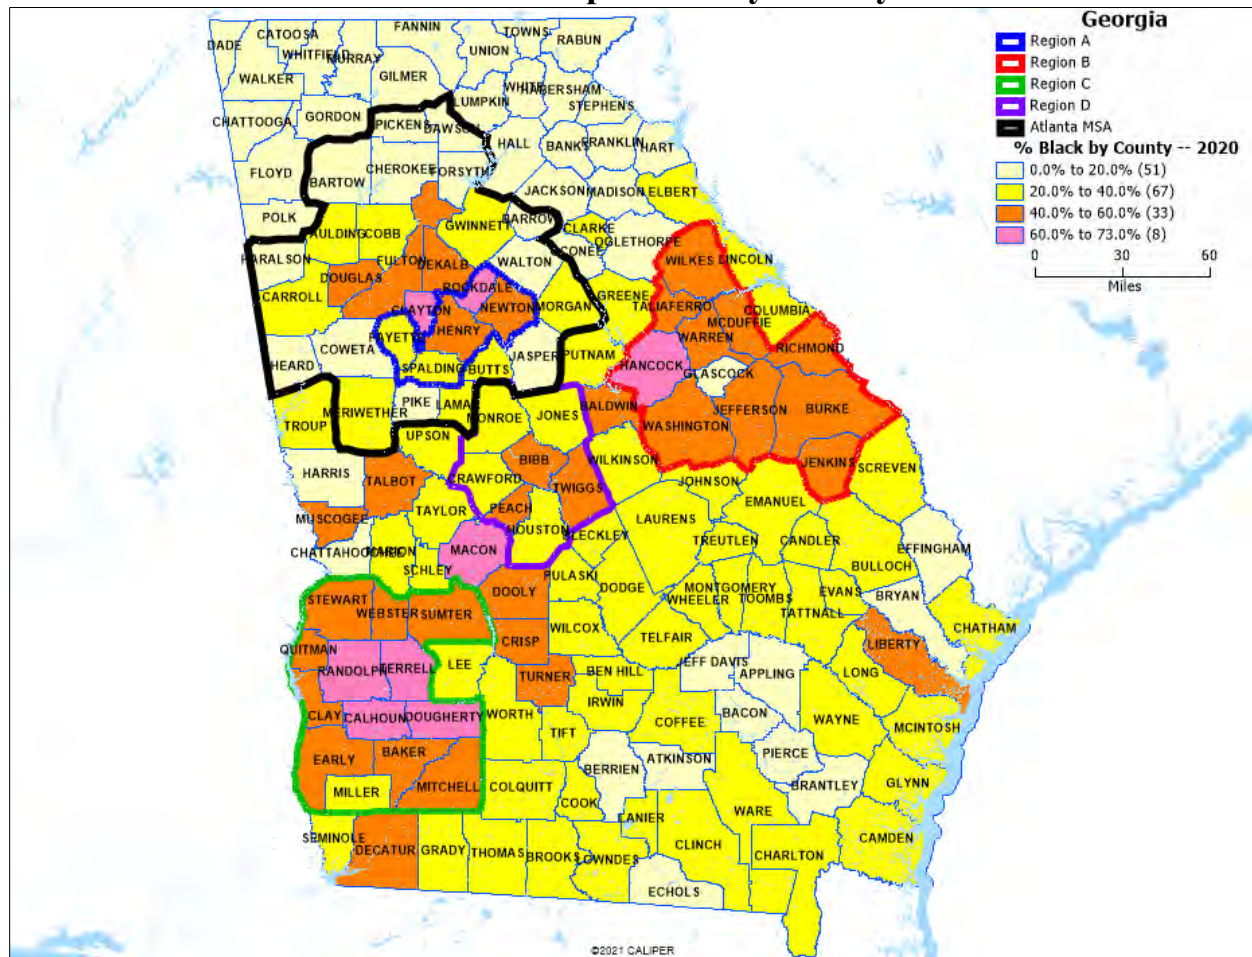 Georgia
Region A
Region B
Region C
Region D
Atlanta MSA
% Black by County -- 2020
0.0% to 20.0% (51)
20.0% to 40.0% (67)
40.0% to 60.0% (33)
60.0% to 73.0% (8)
0 30 60
Miles
DADE
CATOOSA
WHITFIELD
MURRAY
FANNIN
UNION
TOWNS
RABUN
WALKER
GILMER
LUMPKIN
WHITE
HABERSHAM
STEPHENS
CHATTOOGA
GORDON
PICKENS
DAWSON
HALL
BANKS
FRANKLIN
HART
FLOYD
BARTOW
CHEROKEE
FORSYTH
JACKSON
MADISON
ELBERT
POLK
AULDING
COBB
GWINNETT
BARROW
CLARKE
CONEE
OGLETHORPE
WILKES
LINCOLN
HARALSON
DOUGLAS
FULTON
DEKALB
WALTON
CARROLL
CLAYTON
ROCKDALE
NEWTON
MORGAN
GREENE
TALIAFERRO
MCDUFFIE
COLUMBIA
WARREN
RICHMOND
HENRY
FAYETT
COWETA
HEARD
SPALDING
BUTTS
JASPER
PUTNAM
HANCOCK
GLASCOCK
TROUP
MERIWETHER
PIKE
LAMA
MONROE
JONES
BALDWIN
WASHINGTON
JEFFERSON
BURKE
UPSON
HARRIS
TALBOT
CRAWFORD
BIBB
TWIGGS
WILKINSON
JENKINS
SCREVEN
JOHNSON
EMANUEL
MUSCOGEE
TAYLOR
PEACH
HOUSTON
BLECKLEY
LAURENS
TREUTLEN
CANDLER
BULLOCH
EFFINGHAM
CHATTAHOOCHEE
MARION
SCHLEY
MACON
PULASKI
DODGE
MONTGOMERY
WHEELER
TOOMBS
EVANS
TATTNALL
BRYAN
CHATHAM
STEWART
WEBSTER
SUMTER
DOOLY
CRISP
WILCOX
TELFAIR
LIBERTY
QUITMAN
RANDOLPH
TERRELL
LEE
TURNER
BEN HILL
JEFF DAVIS
APPLING
LONG
IRWIN
CLAY
CALHOUN
DOUGHERTY
WORTH
TIFT
COFFEE
BACON
WAYNE
MCINTOSH
EARLY
BAKER
BERRIEN
ATKINSON
PIERCE
BRANTLEY
GLYNN
MILLER
MITCHELL
COLQUITT
COOK
LANIER
WARE
CAMDEN
SEMINOLE
DECATUR
GRADY
THOMAS
BROOKS
LOWNDES
CLINCH
CHARLTON
ECHOLS
©2021 CALIPER